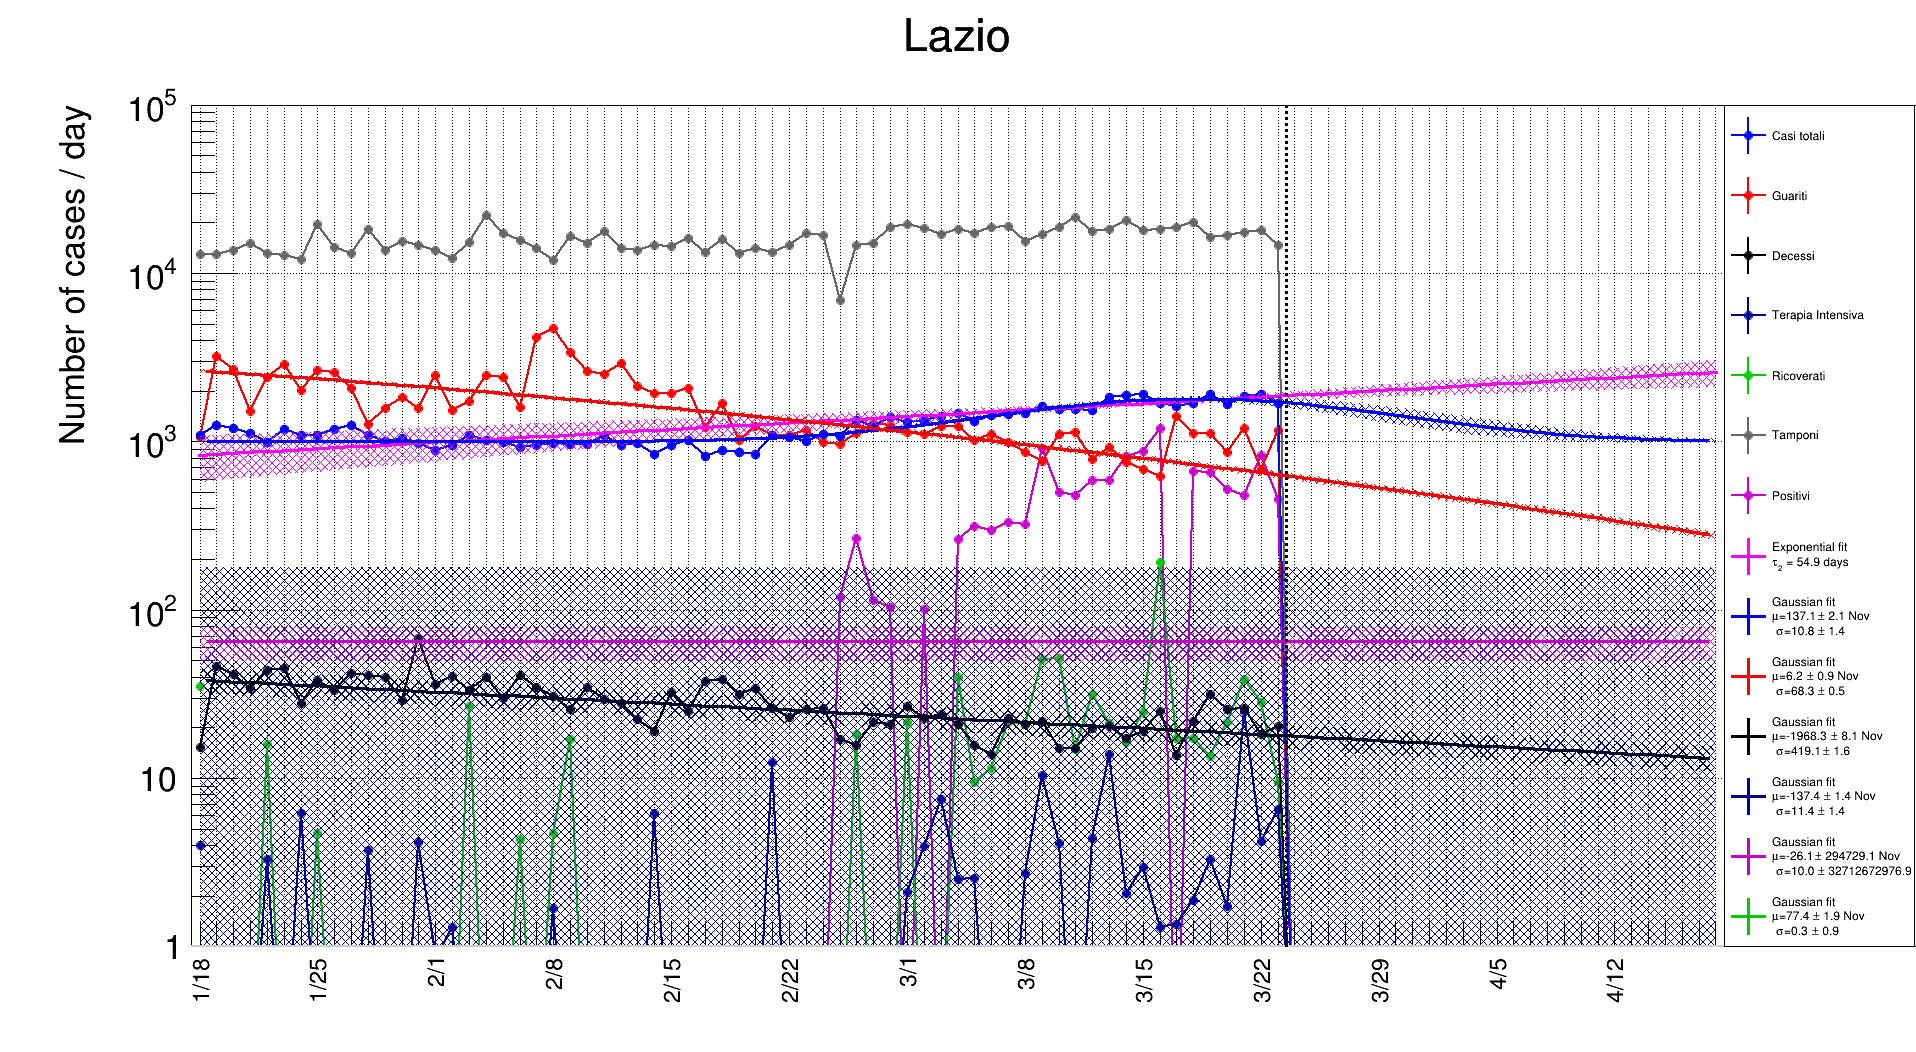 Lazio
Number of cases / day
10^5
10^4
10^3
10^2
10
1
1/18
1/25
2/1
2/8
2/15
2/22
3/1
3/8
3/15
3/22
3/29
4/5
4/12
Casi totali
Guariti
Decessi
Terapia Intensiva
Ricoverati
Tamponi
Positivi
Exponential fit
τ_2 = 54.9 days
Gaussian fit
μ=137.1 ± 2.1 Nov
σ=10.8 ± 1.4
Gaussian fit
μ=6.2 ± 0.9 Nov
σ=68.3 ± 0.5
Gaussian fit
μ=-1968.3 ± 8.1 Nov
σ=419.1 ± 1.6
Gaussian fit
μ=-137.4 ± 1.4 Nov
σ=11.4 ± 1.4
Gaussian fit
μ=-26.1 ± 294729.1 Nov
σ=10.0 ± 32712672976.9
Gaussian fit
μ=77.4 ± 1.9 Nov
σ=0.3 ± 0.9